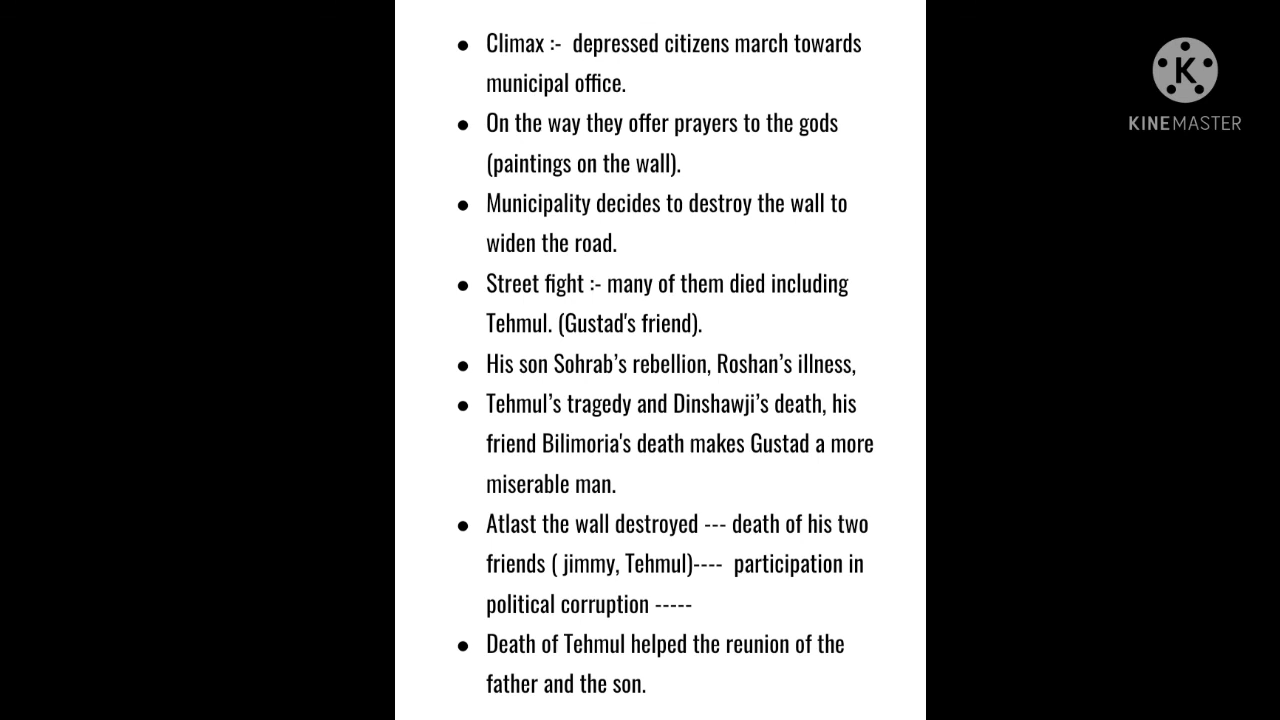 ● Climax :- depressed citizens march towards
municipal office.
● On the way they offer prayers to the gods
(paintings on the wall).
● Municipality decides to destroy the wall to
widen the road.
● Street fight :- many of them died including
Tehmul. (Gustad's friend).
● His son Sohrab's rebellion, Roshan's illness,
● Tehmul's tragedy and Dinshawji's death, his
friend Bilimoria's death makes Gustad a more
miserable man.
● Atlast the wall destroyed --- death of his two
friends ( jimmy, Tehmul)---- participation in
political corruption -----
● Death of Tehmul helped the reunion of the
father and the son.
K
KINEMASTER